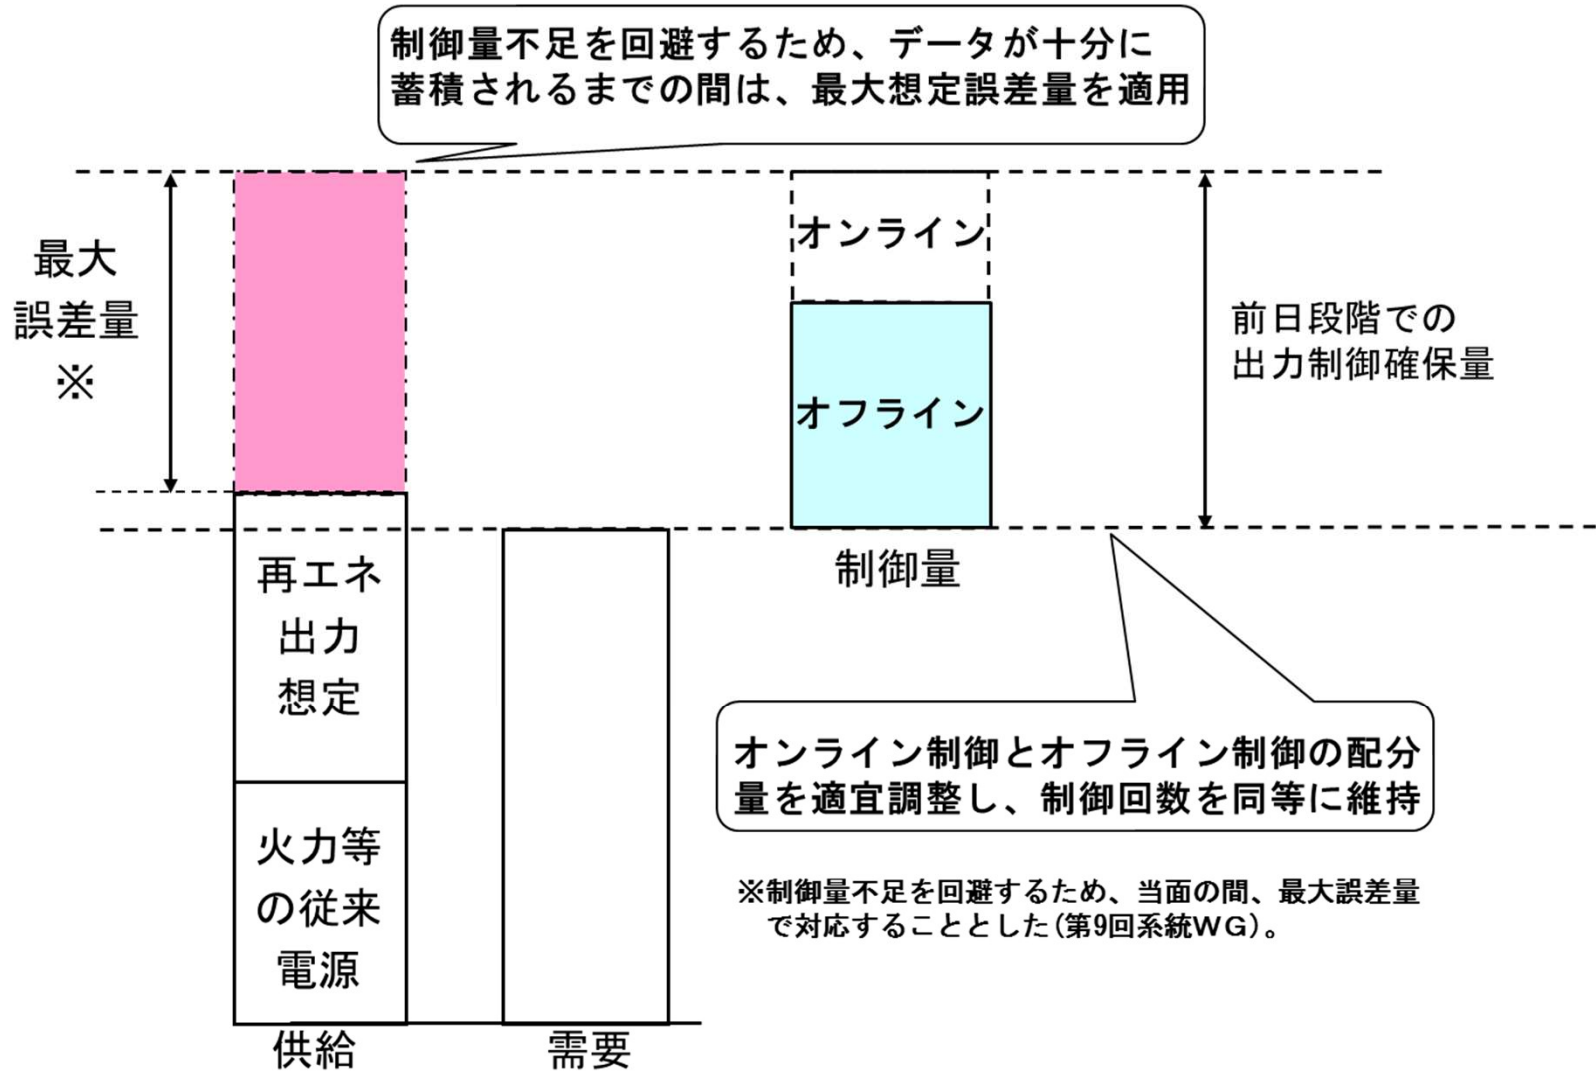 制御量不足を回避するため、データが十分に
蓄積されるまでの間は、最大想定誤差量を適用
最大
誤差量
※
オンライン
オフライン
前日段階での
出力制御確保量
制御量
再エネ
出力
想定
火力等
の従来
電源
オンライン制御とオフライン制御の配分
量を適宜調整し、制御回数を同等に維持
※制御量不足を回避するため、当面の間、最大誤差量
で対応することとした(第9回系統WG)。
供給
需要